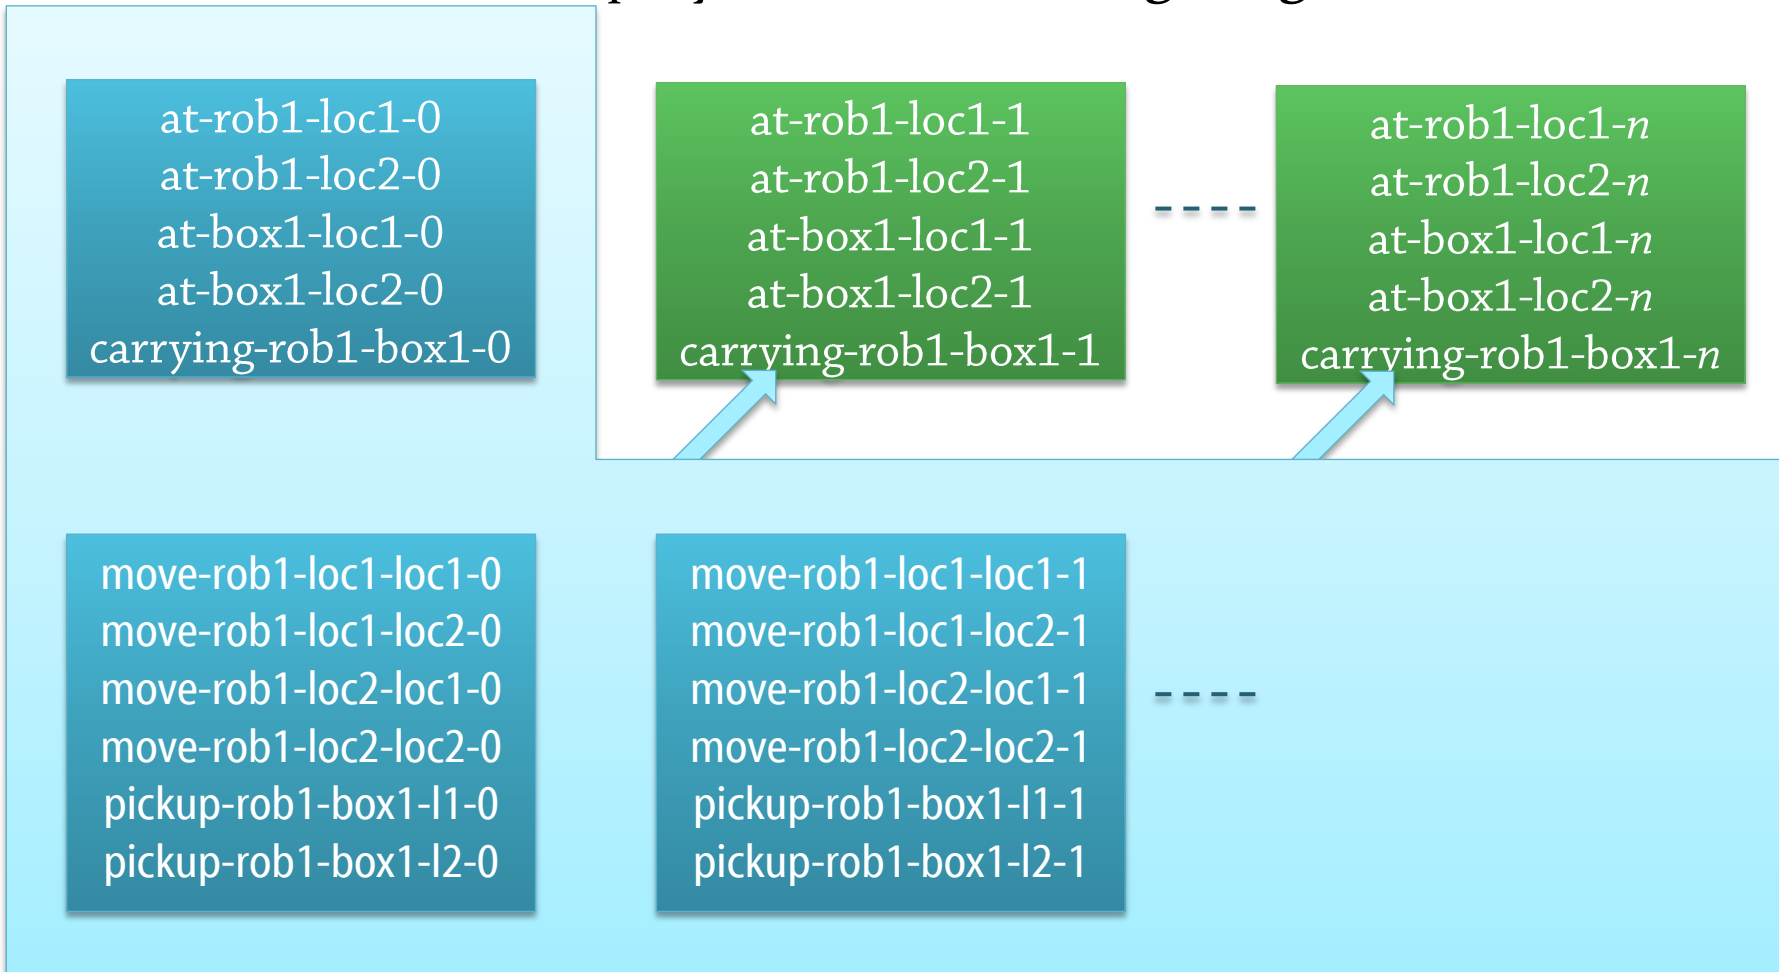 at-rob1-loc1-0
at-rob1-loc2-0
at-box1-loc1-0
at-box1-loc2-0
carrying-rob1-box1-0
at-rob1-loc1-1
at-rob1-loc2-1
at-box1-loc1-1
at-box1-loc2-1
carrying-rob1-box1-1
at-rob1-loc1-n
at-rob1-loc2-n
at-box1-loc1-n
at-box1-loc2-n
carrying-rob1-box1-n
move-rob1-loc1-loc1-0
move-rob1-loc1-loc2-0
move-rob1-loc2-loc1-0
move-rob1-loc2-loc2-0
pickup-rob1-box1-l1-0
pickup-rob1-box1-l2-0
move-rob1-loc1-loc1-1
move-rob1-loc1-loc2-1
move-rob1-loc2-loc1-1
move-rob1-loc2-loc2-1
pickup-rob1-box1-l1-1
pickup-rob1-box1-l2-1